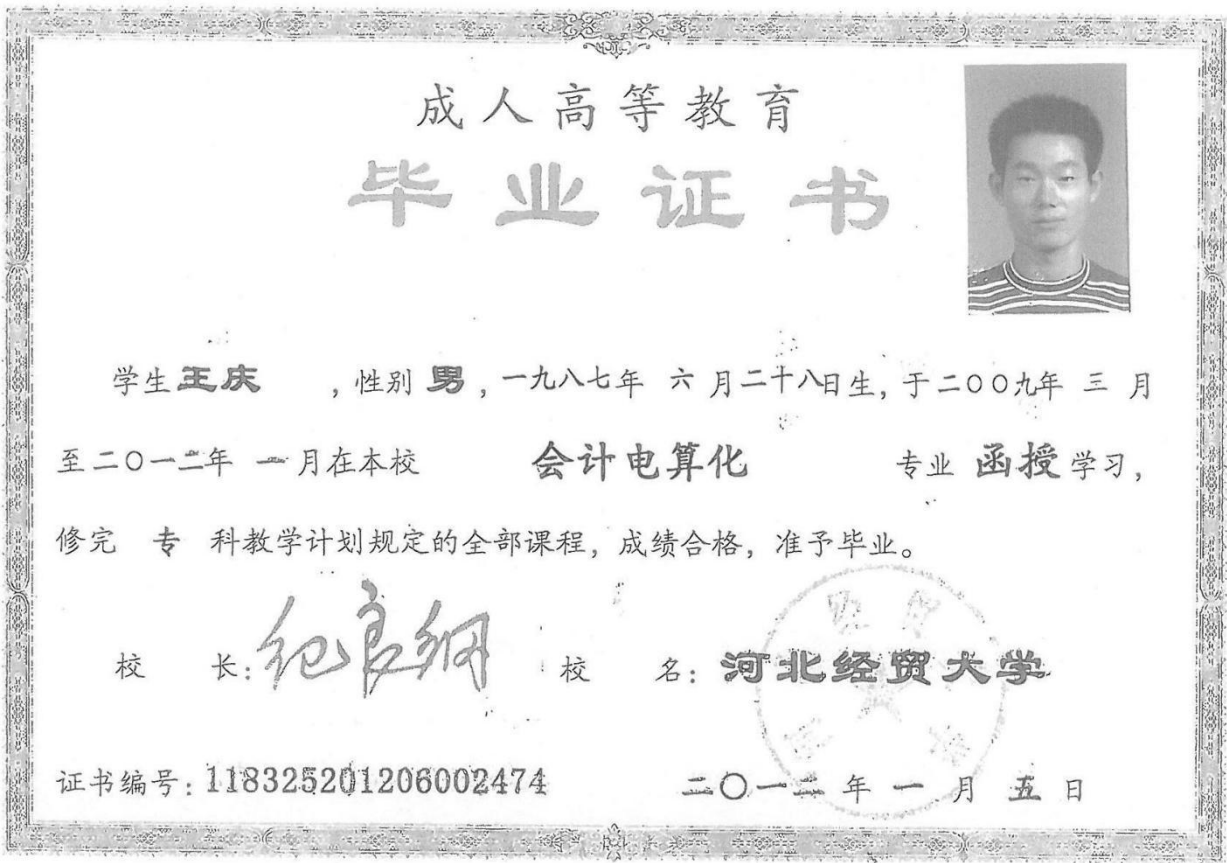 成人高等教育
毕业证书
学生王庆，性别男，一九八七年 六 月二十八日生，于二〇〇九年 三 月
至二〇一二年 一 月在本校 会计电算化 专业 函授 学习，
修完 专 科教学计划规定的全部课程，成绩合格，准予毕业。
校 长：纪良纲 校 名：河北经贸大学
证书编号：118325201206002474 二〇一二 年 一 月 五 日